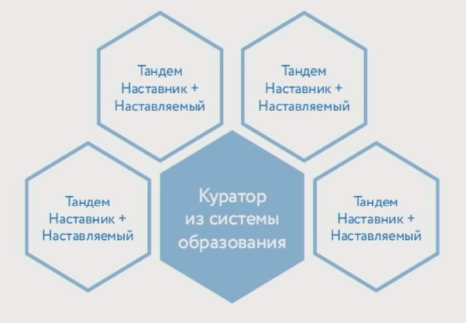 Тандем
Наставник +
Наставляемый
Тандем
Наставник +
Наставляемый
Тандем
Наставник +
Наставляемый
Куратор
из системы
образования
Тандем
Наставник +
Наставляемый